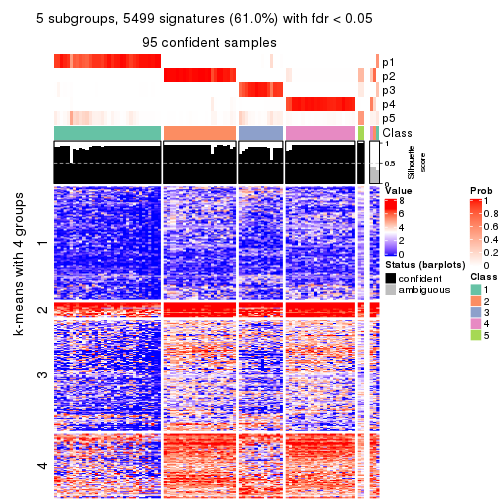 5 subgroups, 5499 signatures (61.0%) with fdr < 0.05
95 confident samples
p1
p2
p3
p4
p5
Class
1
0.5
0
Silhouette
score
k-means with 4 groups
1
2
3
4
Value
8
6
4
2
0
Status (barplots)
confident
ambiguous
Prob
1
0.8
0.6
0.4
0.2
0
Class
1
2
3
4
5